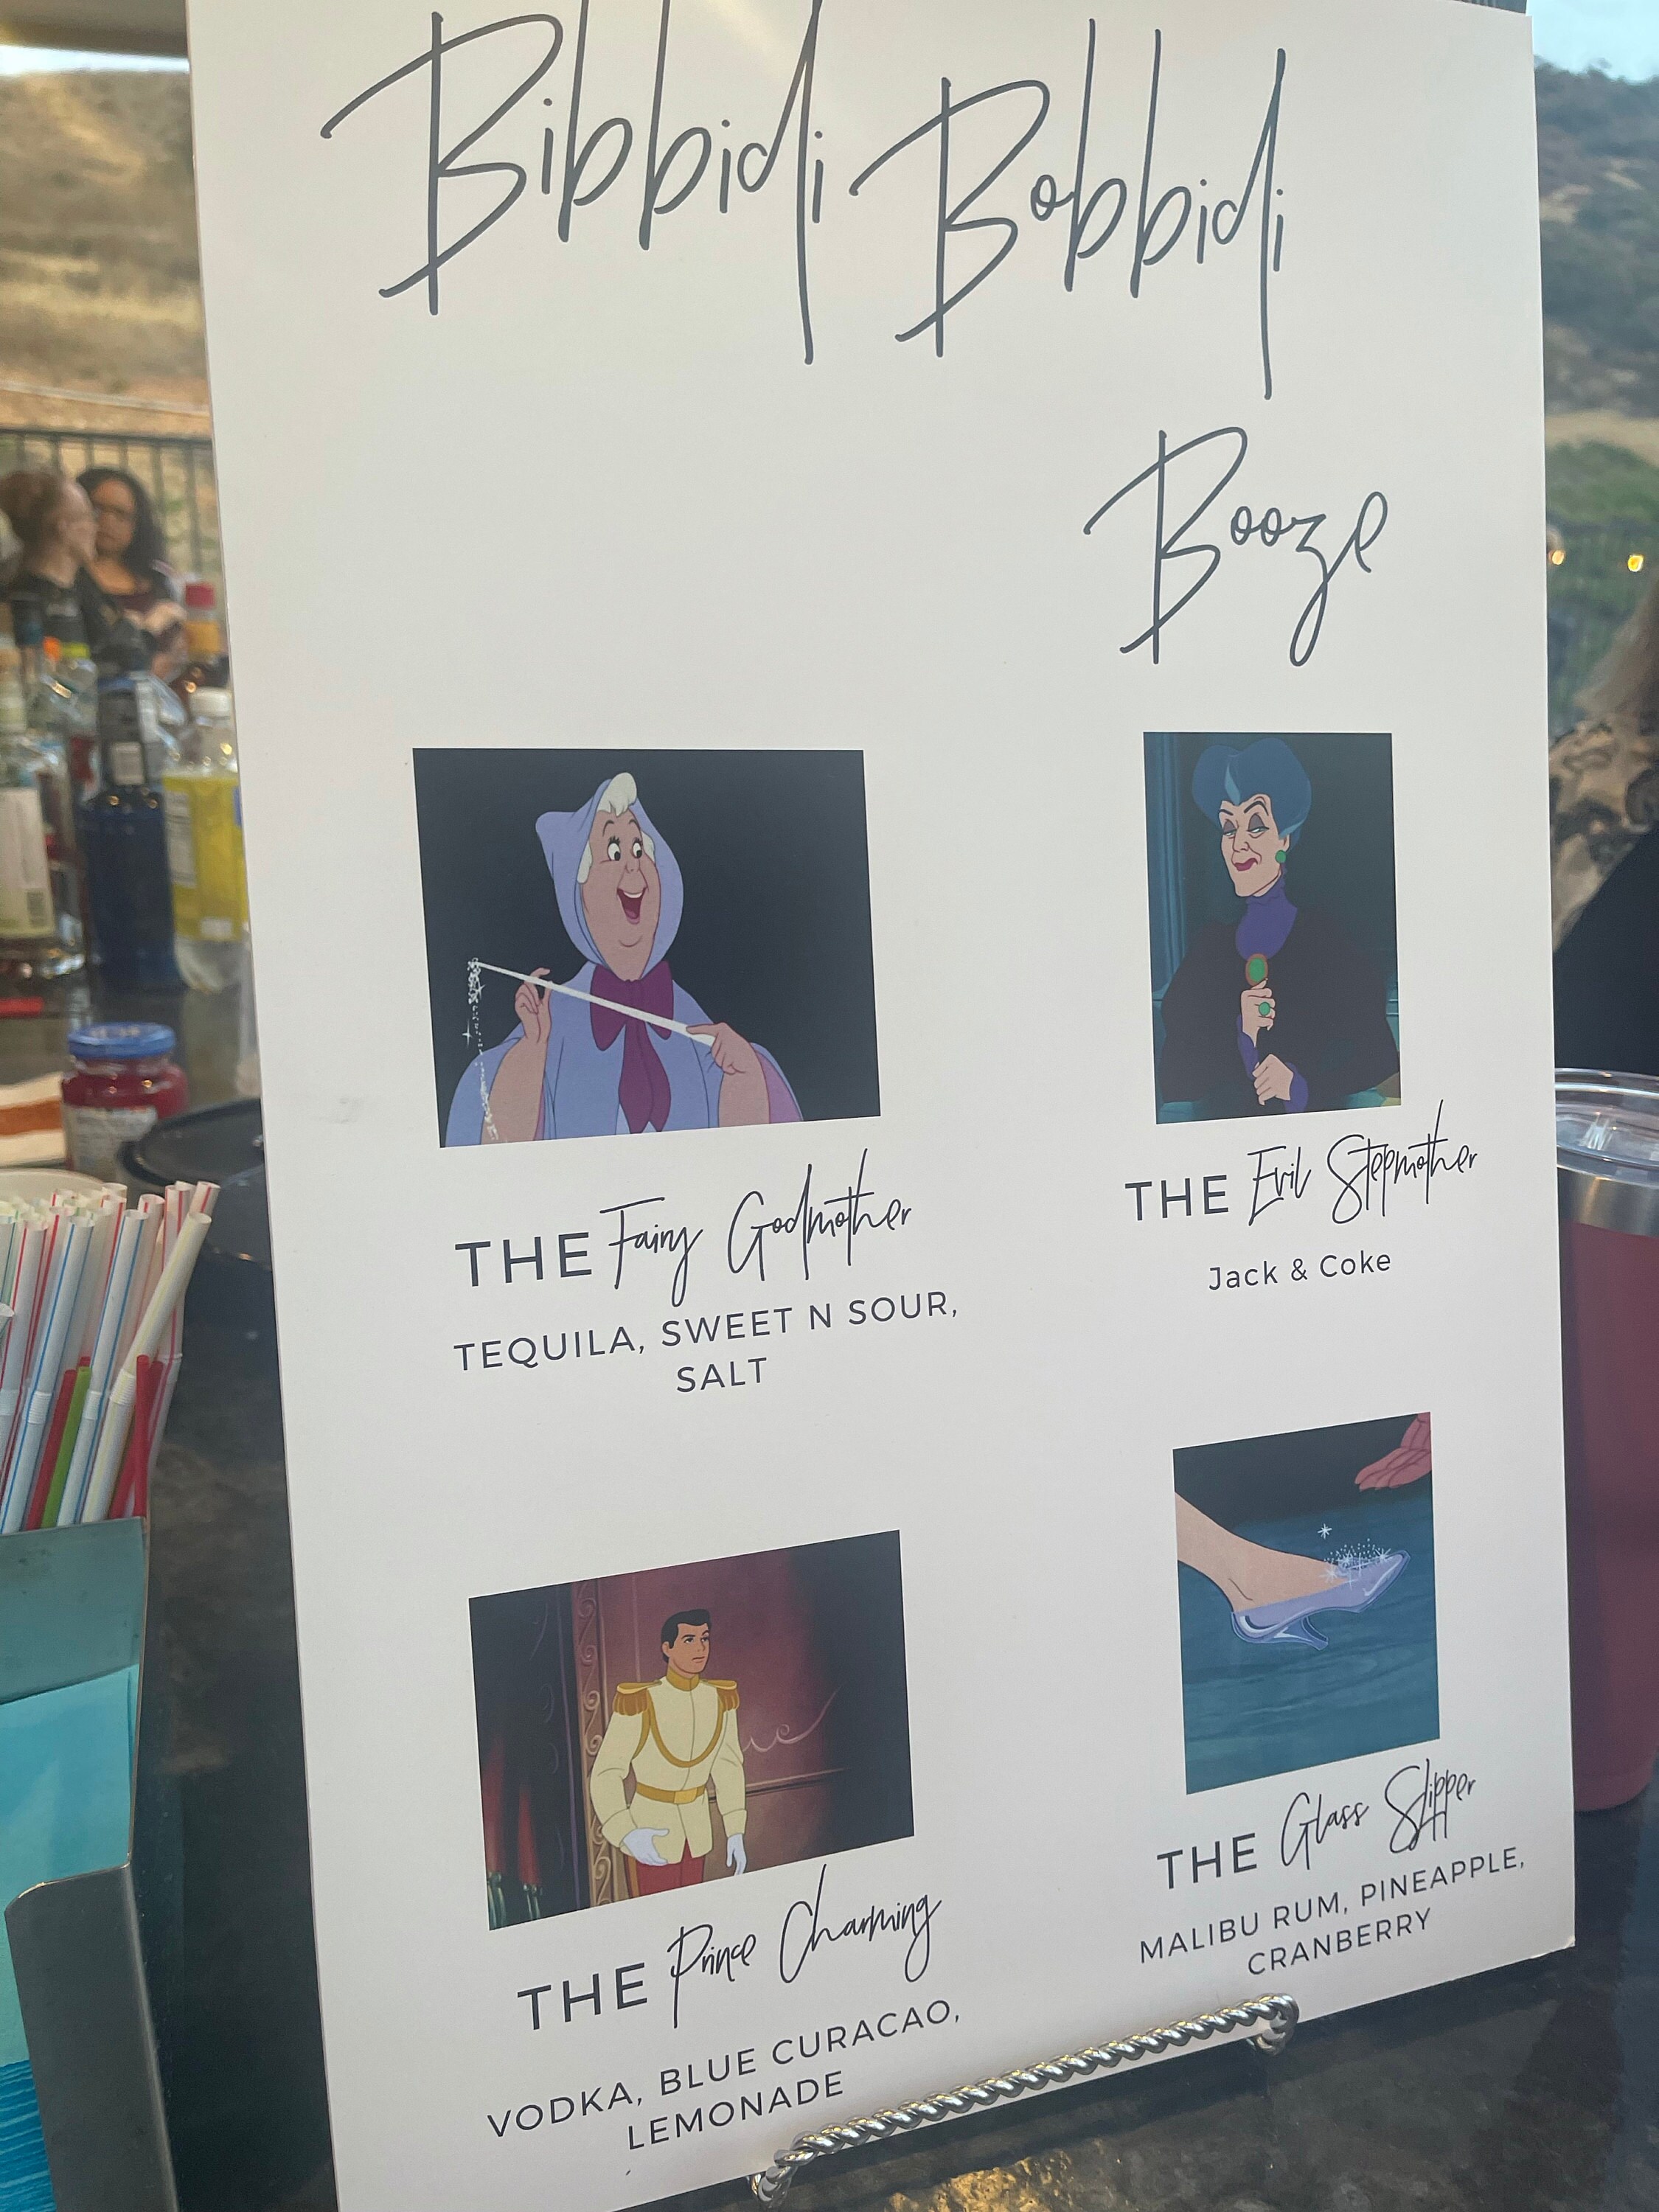 Bibbidi Bobbidi
Booze
THE Fairy Godmother
TEQUILA, SWEET N SOUR,
SALT
THE Evil Stepmother
Jack & Coke
THE Prince Charming
VODKA, BLUE CURACAO,
LEMONADE
THE Glass Slipper
MALIBU RUM, PINEAPPLE,
CRANBERRY